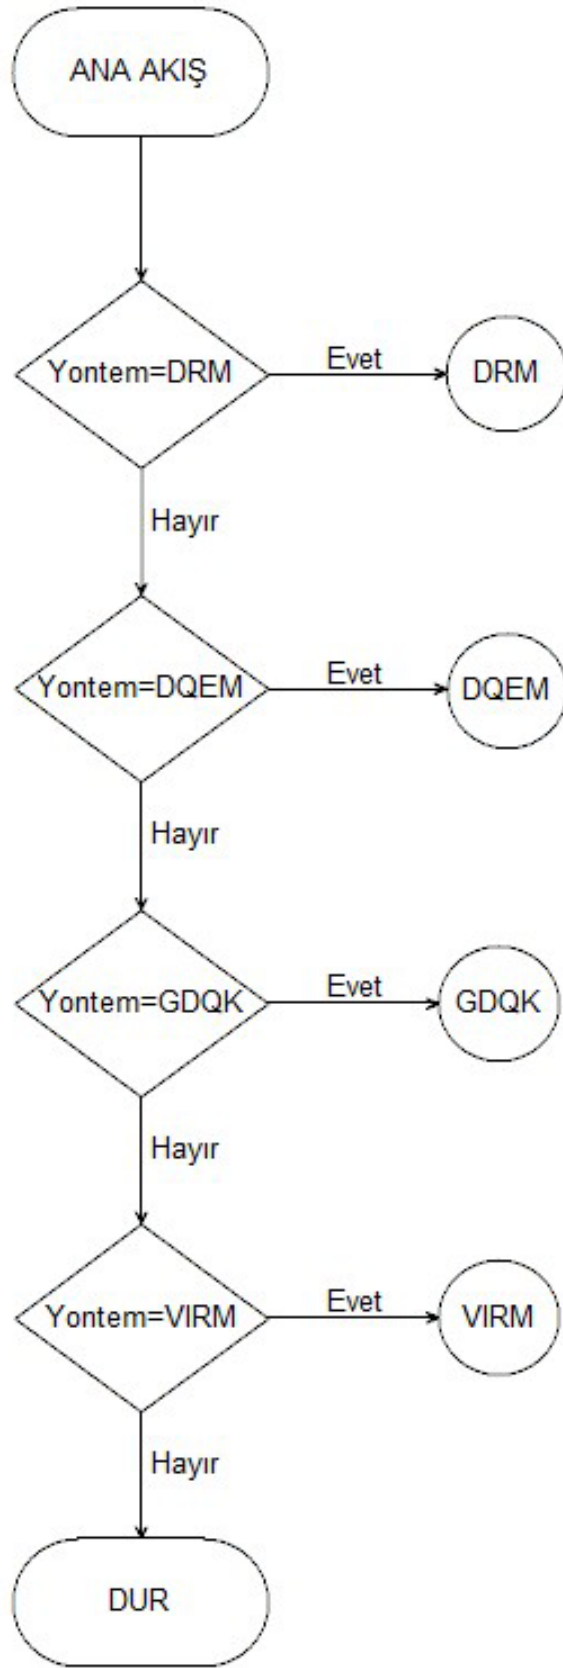 ANA AKIŞ
Yontem=DRM
Evet
DRM
Hayır
Yontem=DQEM
Evet
DQEM
Hayır
Yontem=GDQK
Evet
GDQK
Hayır
Yontem=VIRM
Evet
VIRM
Hayır
DUR